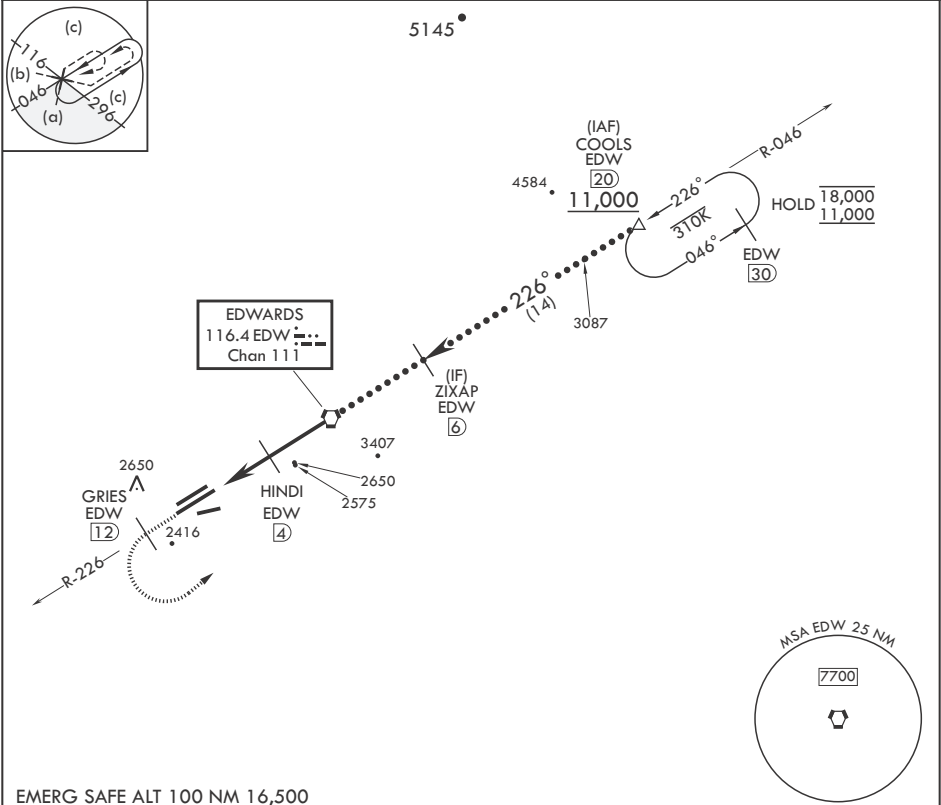 (c)
116
(b)
046
(c)
296
(a)
5145
(IAF)
COOLS
EDW
20
11,000
4584
R-046
226°
310K
046°
HOLD 18,000
11,000
EDW
30
226°
(14)
3087
EDWARDS
116.4 EDW
Chan 111
(IF)
ZIXAP
EDW
6
3407
2650
2575
HINDI
EDW
4
2650
GRIES
EDW
12
2416
R-226
MSA EDW 25 NM
7700
EMERG SAFE ALT 100 NM 16,500